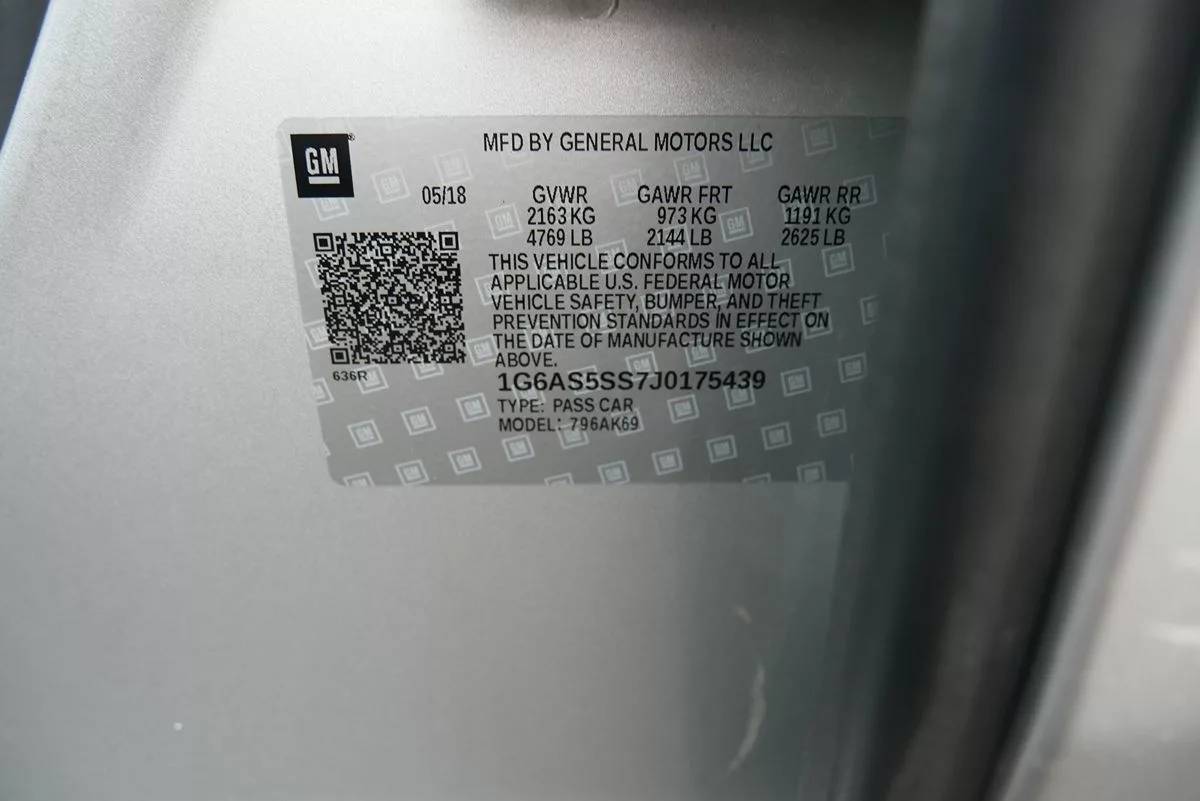 GM
MFD BY GENERAL MOTORS LLC
05/18 GVWR GAWR FRT GAWR RR
2163 KG 973 KG 1191 KG
4769 LB 2144 LB 2625 LB
THIS VEHICLE CONFORMS TO ALL
APPLICABLE U.S. FEDERAL MOTOR
VEHICLE SAFETY, BUMPER, AND THEFT
PREVENTION STANDARDS IN EFFECT ON
THE DATE OF MANUFACTURE SHOWN
ABOVE.
636R
1G6AS5SS7J0175439
TYPE: PASS CAR
MODEL: 796AK69